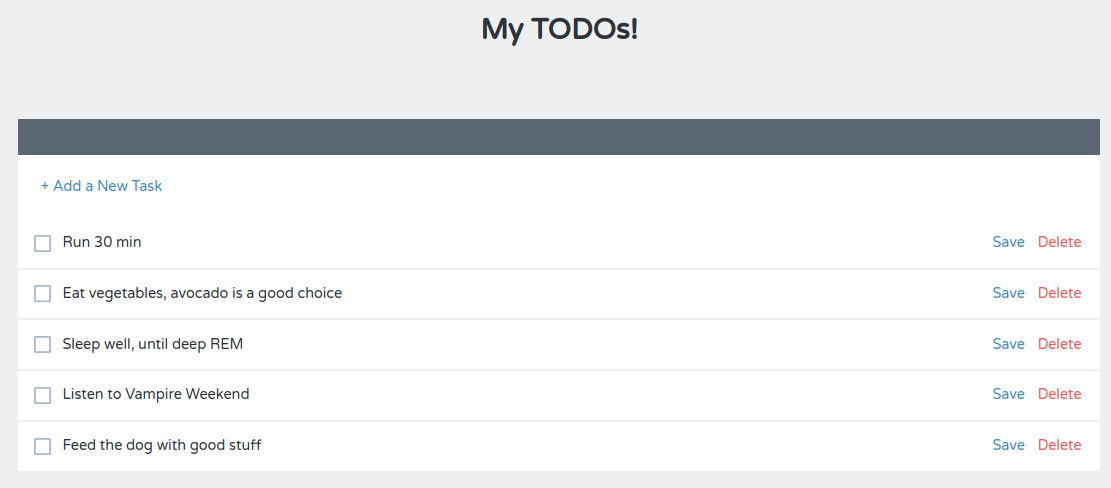 My TODOs!
+ Add a New Task
Run 30 min Save Delete
Eat vegetables, avocado is a good choice Save Delete
Sleep well, until deep REM Save Delete
Listen to Vampire Weekend Save Delete
Feed the dog with good stuff Save Delete